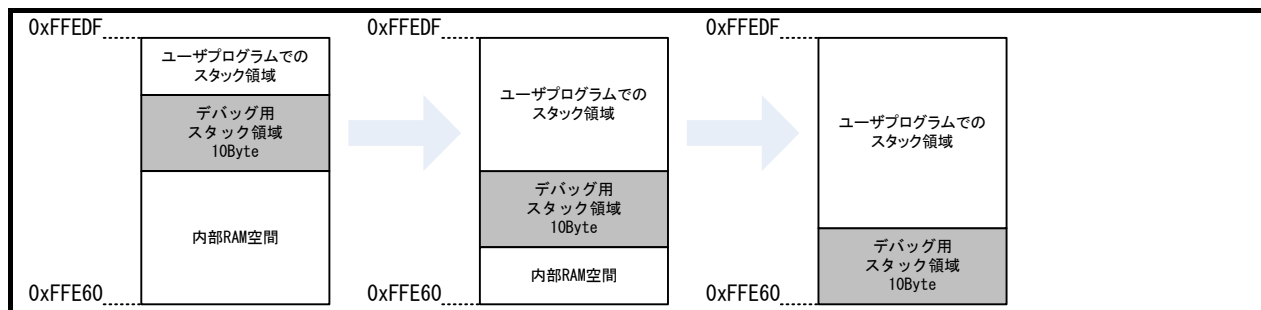 0xFFEDF
ユーザプログラムでの
スタック領域
デバッグ用
スタック領域
10Byte
内部RAM空間
0xFFE60
0xFFEDF
ユーザプログラムでの
スタック領域
デバッグ用
スタック領域
10Byte
内部RAM空間
0xFFE60
0xFFEDF
ユーザプログラムでの
スタック領域
デバッグ用
スタック領域
10Byte
0xFFE60